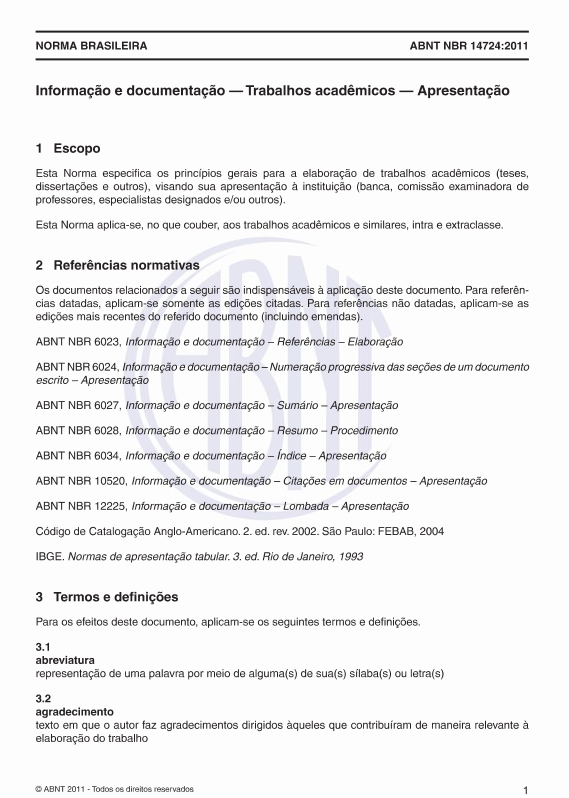 NORMA BRASILEIRA
ABNT NBR 14724:2011
Informação e documentação — Trabalhos acadêmicos — Apresentação
1 Escopo
Esta Norma especifica os princípios gerais para a elaboração de trabalhos acadêmicos (teses,
dissertações e outros), visando sua apresentação à instituição (banca, comissão examinadora de
professores, especialistas designados e/ou outros).
Esta Norma aplica-se, no que couber, aos trabalhos acadêmicos e similares, intra e extraclasse.
2 Referências normativas
Os documentos relacionados a seguir são indispensáveis à aplicação deste documento. Para referên-
cias datadas, aplicam-se somente as edições citadas. Para referências não datadas, aplicam-se as
edições mais recentes do referido documento (incluindo emendas).
ABNT NBR 6023, Informação e documentação – Referências – Elaboração
ABNT NBR 6024, Informação e documentação – Numeração progressiva das seções de um documento
escrito – Apresentação
ABNT NBR 6027, Informação e documentação – Sumário – Apresentação
ABNT NBR 6028, Informação e documentação – Resumo – Procedimento
ABNT NBR 6034, Informação e documentação – Índice – Apresentação
ABNT NBR 10520, Informação e documentação – Citações em documentos – Apresentação
ABNT NBR 12225, Informação e documentação – Lombada – Apresentação
Código de Catalogação Anglo-Americano. 2. ed. rev. 2002. São Paulo: FEBAB, 2004
IBGE. Normas de apresentação tabular. 3. ed. Rio de Janeiro, 1993
3 Termos e definições
Para os efeitos deste documento, aplicam-se os seguintes termos e definições.
3.1
abreviatura
representação de uma palavra por meio de alguma(s) de sua(s) sílaba(s) ou letra(s)
3.2
agradecimento
texto em que o autor faz agradecimentos dirigidos àqueles que contribuíram de maneira relevante à
elaboração do trabalho
© ABNT 2011 - Todos os direitos reservados
1
ABNT